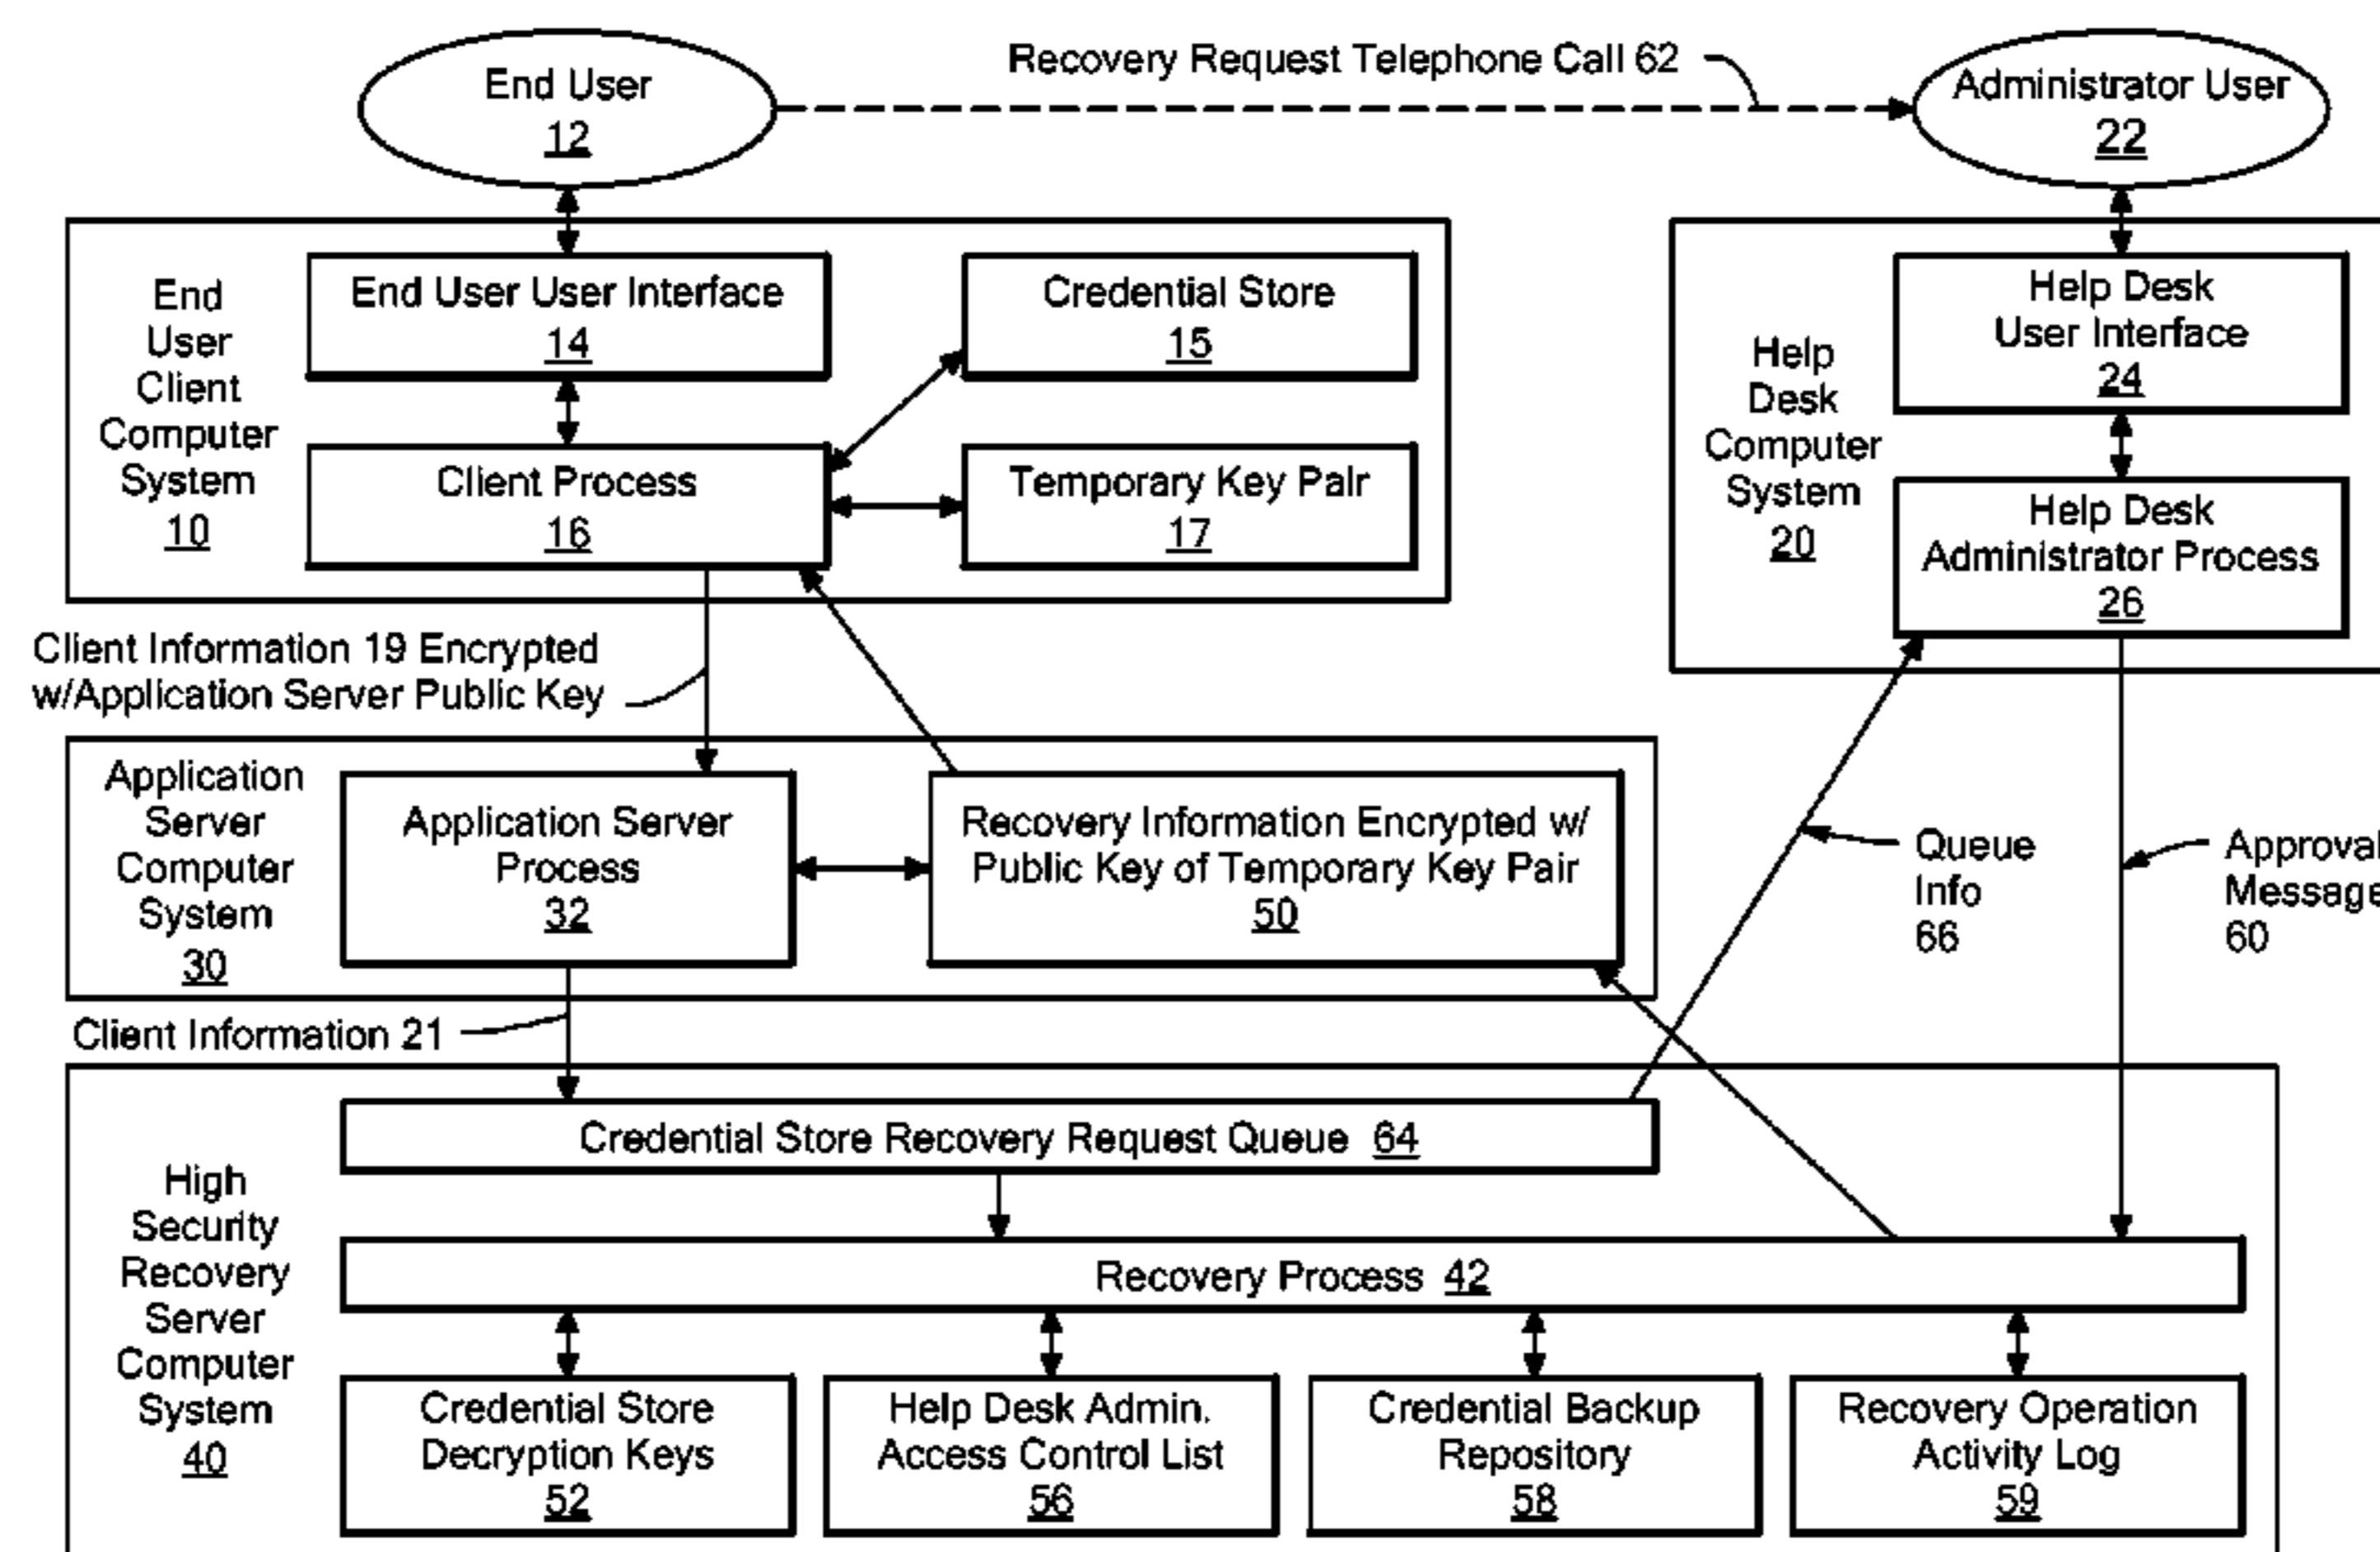 End User
12
Recovery Request Telephone Call 62
Administrator User
22
End
User
Client
Computer
System
10
End User User Interface
14
Credential Store
15
Client Process
16
Temporary Key Pair
17
Help
Desk
Computer
System
20
Help Desk
User Interface
24
Help Desk
Administrator Process
26
Client Information 19 Encrypted
w/Application Server Public Key
Application
Server
Computer
System
30
Application Server
Process
32
Recovery Information Encrypted w/
Public Key of Temporary Key Pair
50
Queue
Info
66
Approval
Message
60
Client Information 21
High
Security
Recovery
Server
Computer
System
40
Credential Store Recovery Request Queue 64
Recovery Process 42
Credential Store
Decryption Keys
52
Help Desk Admin.
Access Control List
56
Credential Backup
Repository
58
Recovery Operation
Activity Log
59